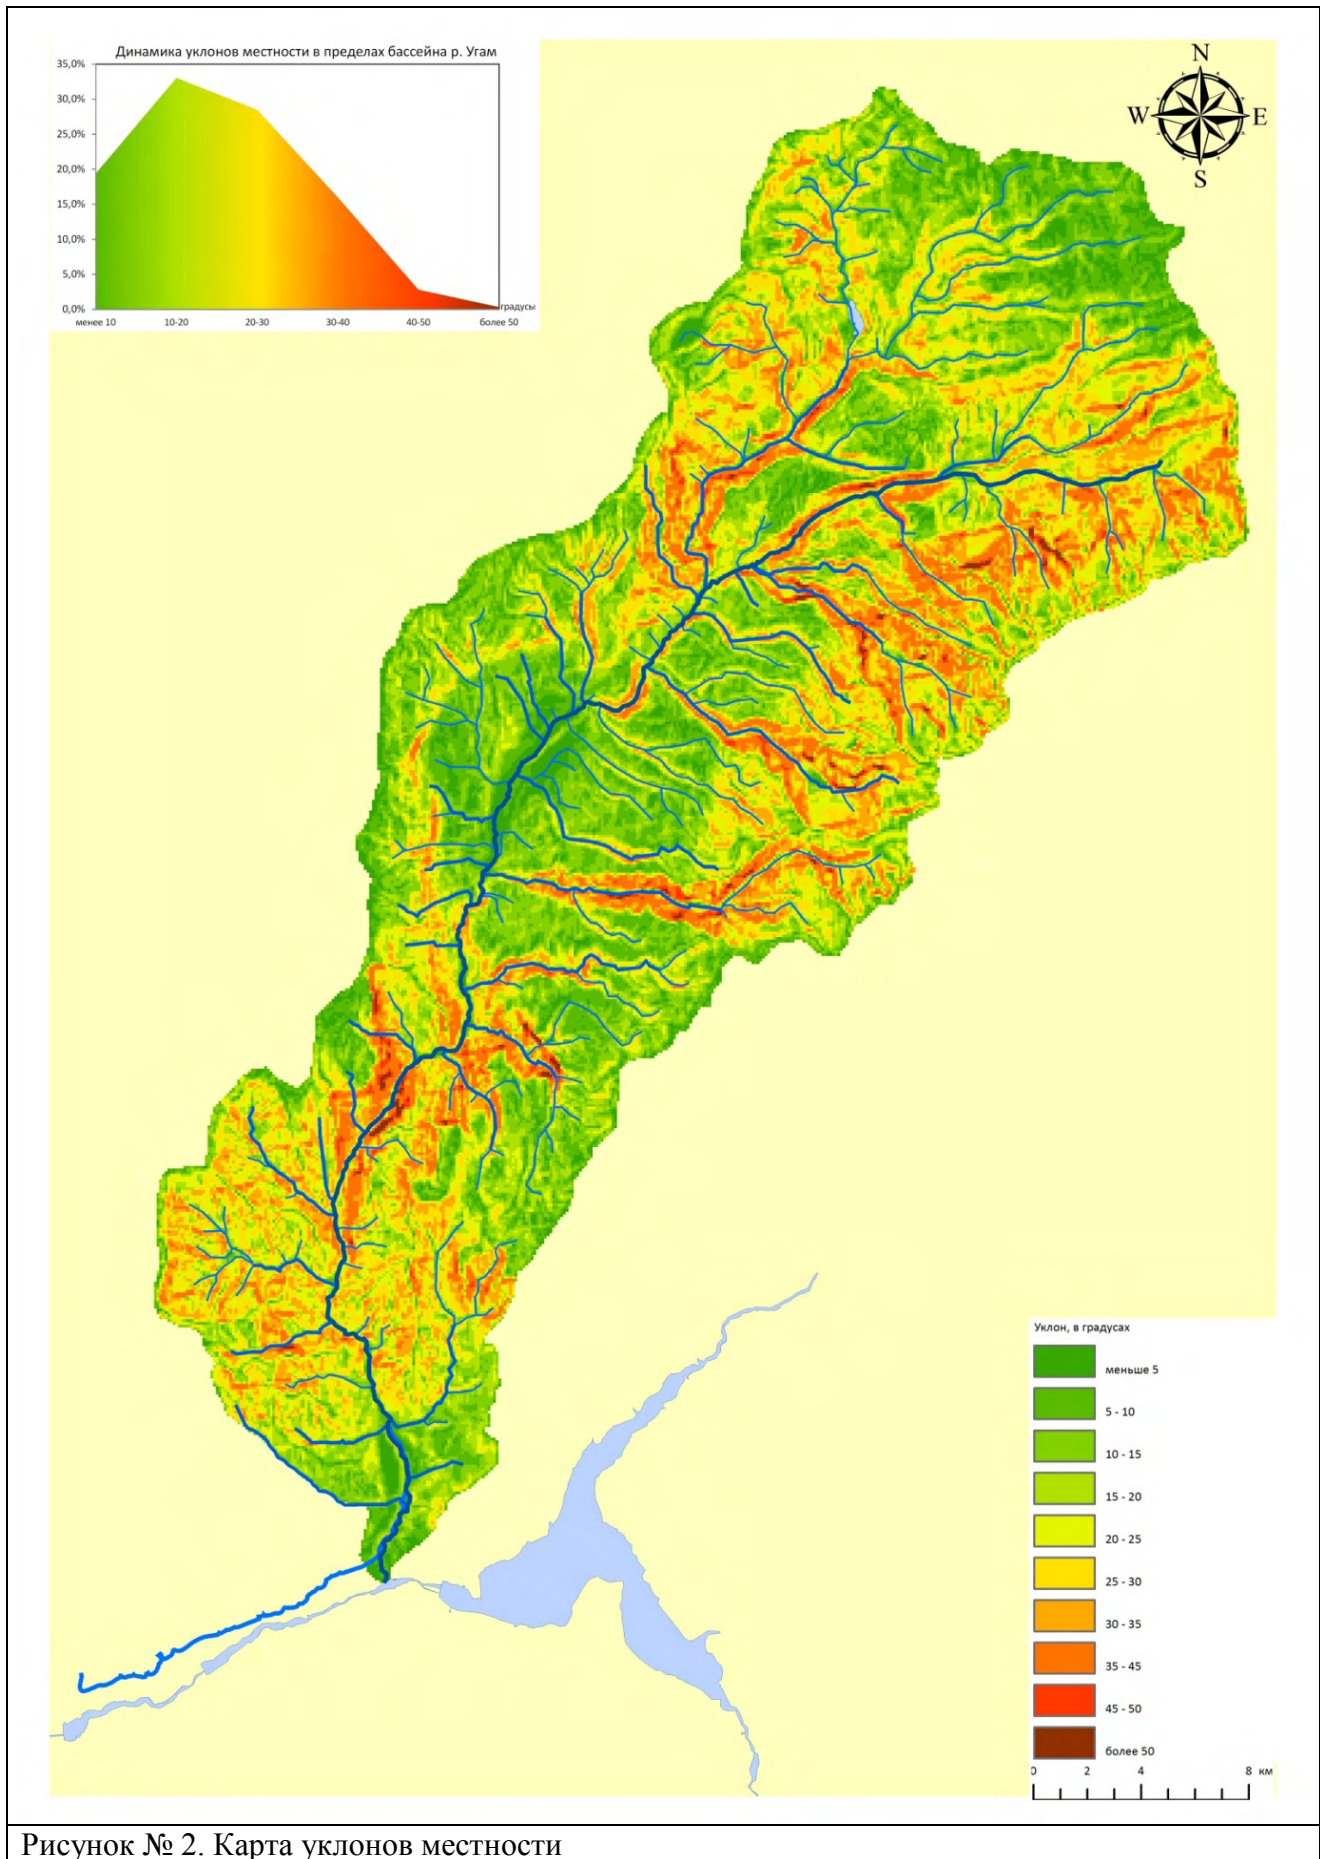 Динамика уклонов местности в пределах бассейна р. Угам
35,0%
30,0%
25,0%
20,0%
15,0%
10,0%
5,0%
0,0%
градусы
менее 10 10-20 20-30 30-40 40-50 более 50
N
W E
S
Уклон, в градусах
меньше 5
5 - 10
10 - 15
15 - 20
20 - 25
25 - 30
30 - 35
35 - 45
45 - 50
более 50
0 2 4 8 км
Рисунок № 2. Карта уклонов местности